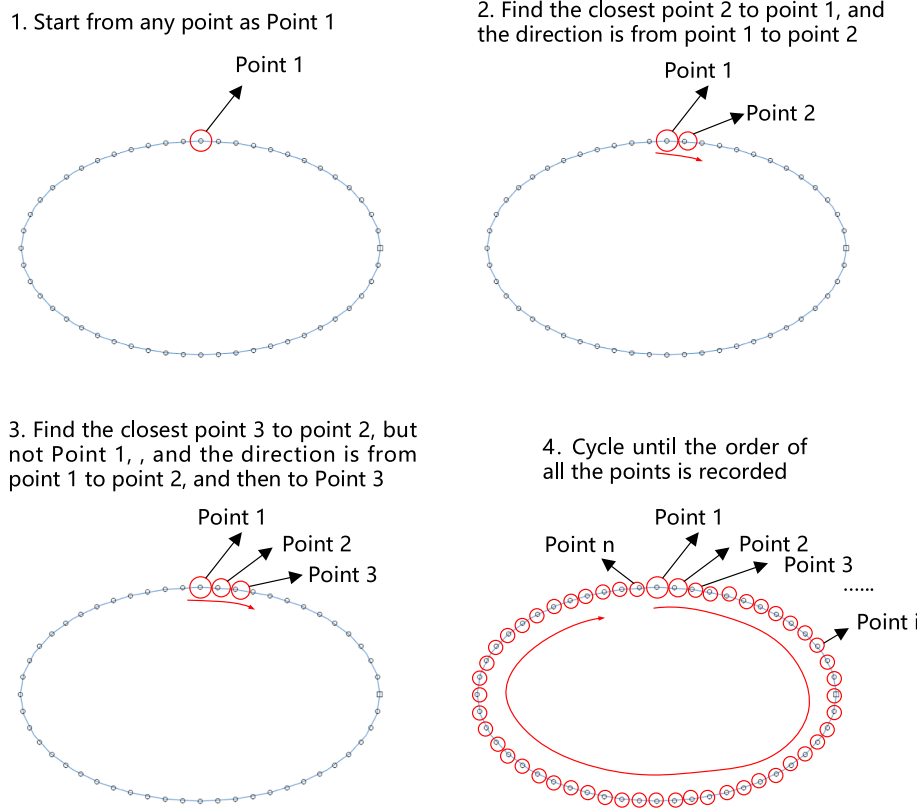 1. Start from any point as Point 1
Point 1
2. Find the closest point 2 to point 1, and
the direction is from point 1 to point 2
Point 1
Point 2
3. Find the closest point 3 to point 2, but
not Point 1, , and the direction is from
point 1 to point 2, and then to Point 3
Point 1
Point 2
Point 3
4. Cycle until the order of
all the points is recorded
Point 1
Point n
Point 2
Point 3
......
Point i